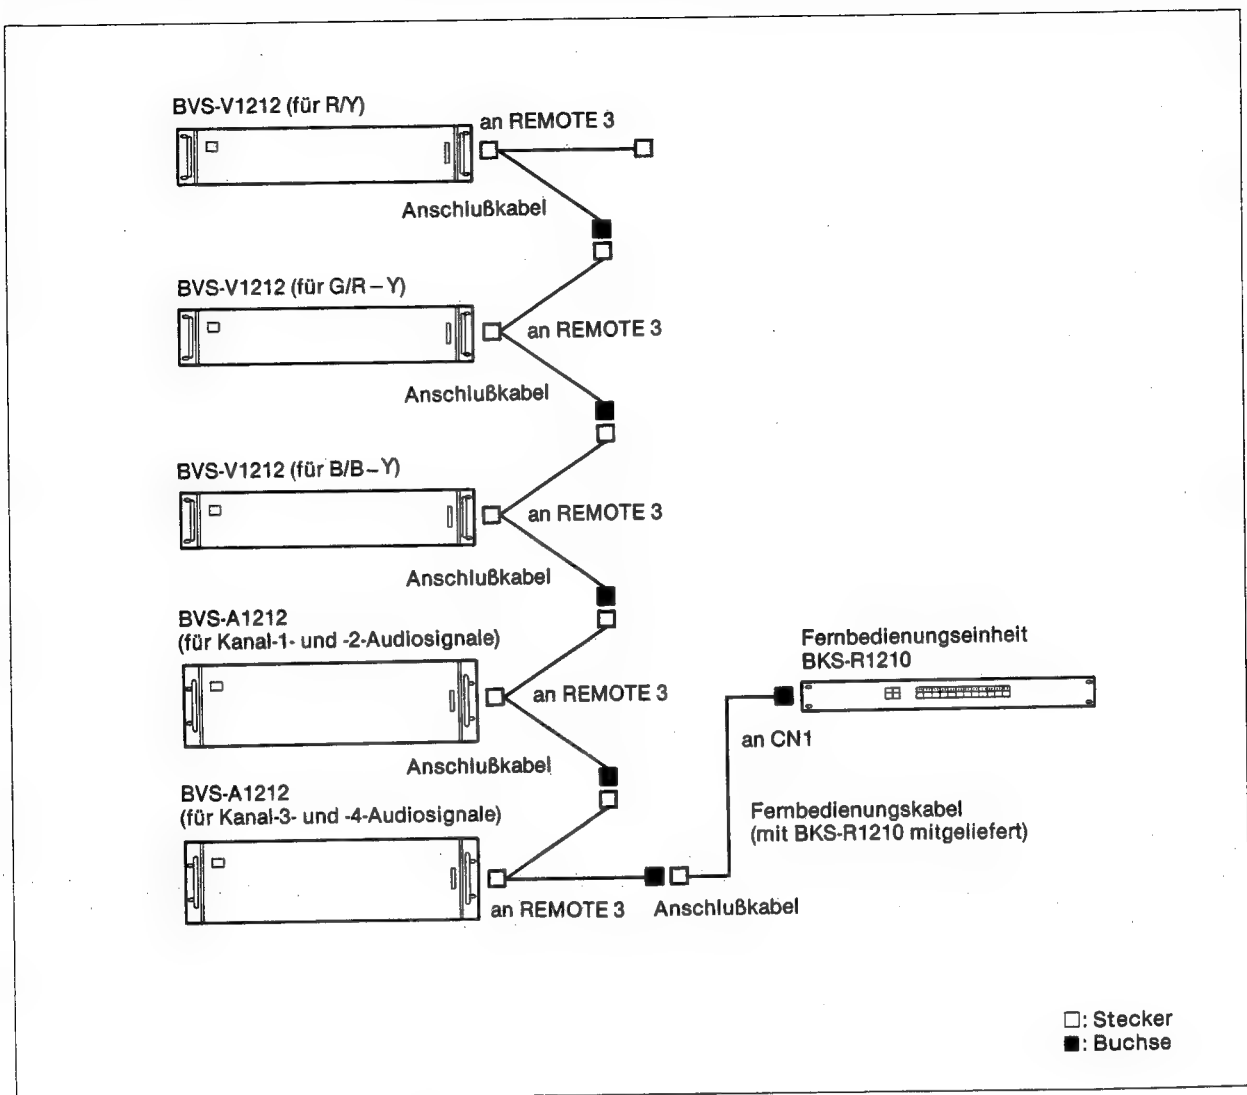 BVS-V1212 (für R/Y)
an REMOTE 3
Anschlußkabel
BVS-V1212 (für G/R – Y)
an REMOTE 3
Anschlußkabel
BVS-V1212 (für B/B – Y)
an REMOTE 3
Anschlußkabel
BVS-A1212
(für Kanal-1- und -2-Audiosignale)
an REMOTE 3
Anschlußkabel
Fernbedienungseinheit
BKS-R1210
an CN1
Fernbedienungskabel
(mit BKS-R1210 mitgeliefert)
BVS-A1212
(für Kanal-3- und -4-Audiosignale)
an REMOTE 3
Anschlußkabel
□: Stecker
■: Buchse